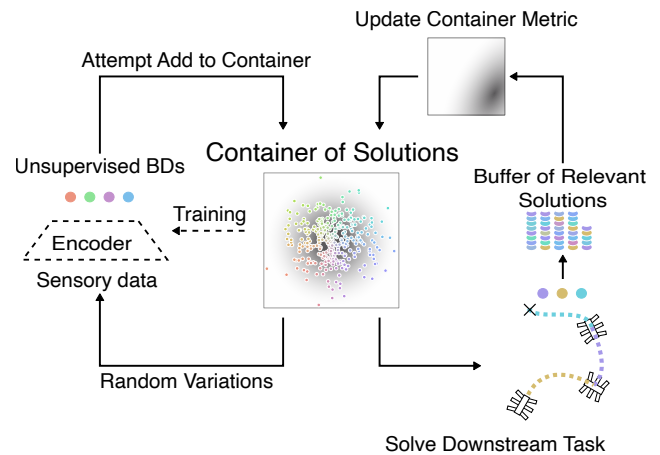 Update Container Metric
Attempt Add to Container
Container of Solutions
Unsupervised BDs
Buffer of Relevant
Solutions
Training
Encoder
Sensory data
Random Variations
Solve Downstream Task